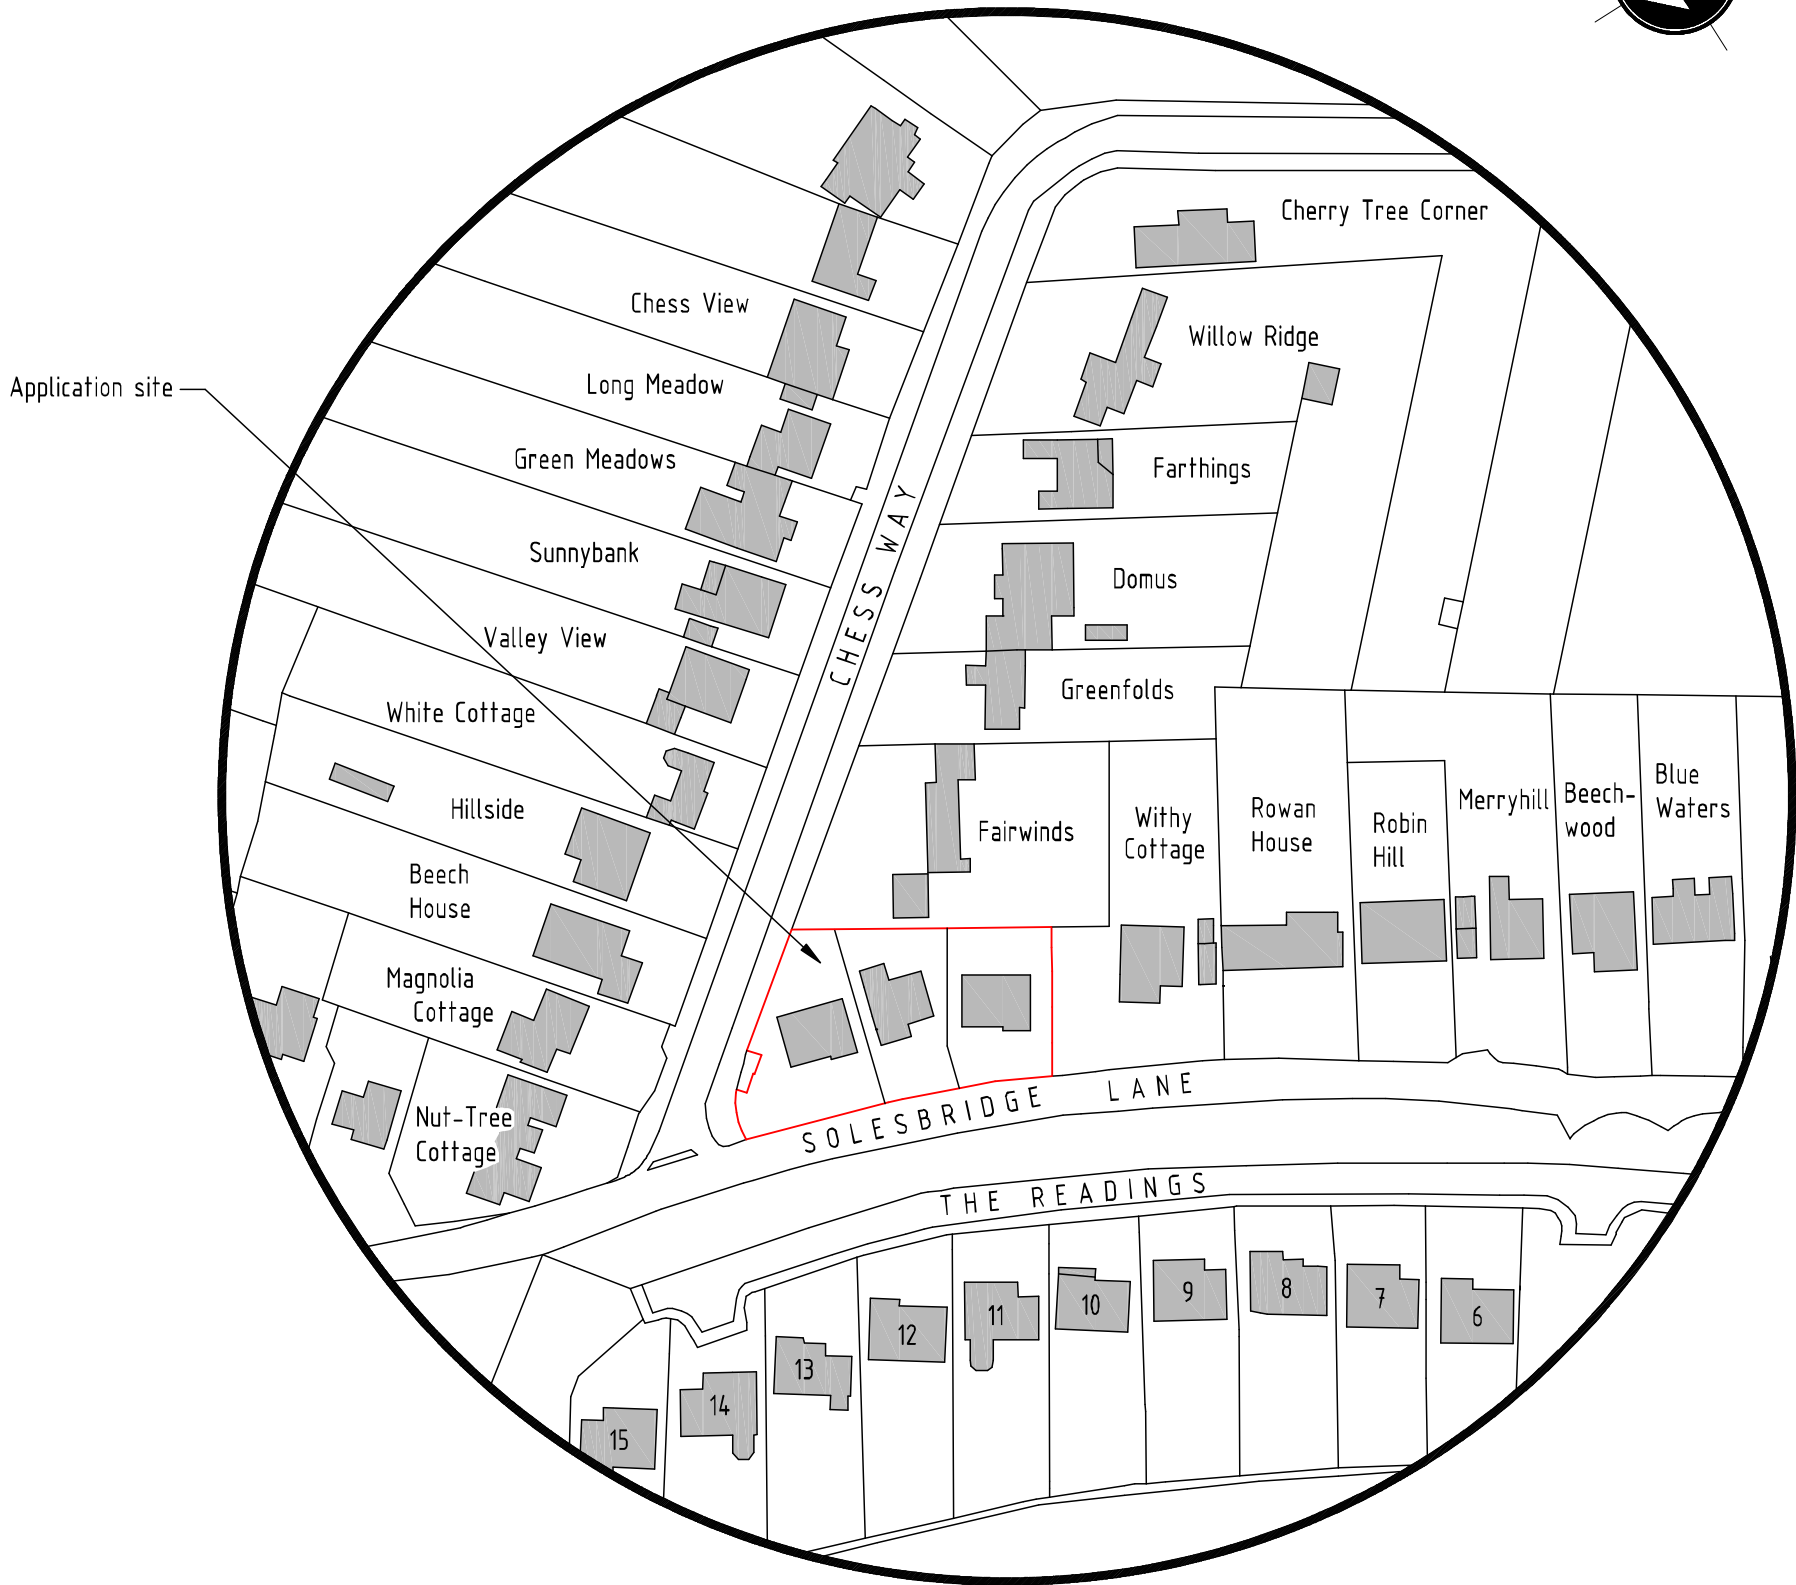 Cherry Tree Corner
Chess View
Willow Ridge
Application site
Long Meadow
Green Meadows
Farthings
CHESS WAY
Sunnybank
Domus
Valley View
Greenfolds
White Cottage
Hillside
Fairwinds
Withy
Cottage
Rowan
House
Robin
Hill
Merryhill
Beech-
wood
Blue
Waters
Beech
House
Magnolia
Cottage
Nut-Tree
Cottage
SOLESBRIDGE LANE
THE READINGS
15
14
13
12
11
10
9
8
7
6